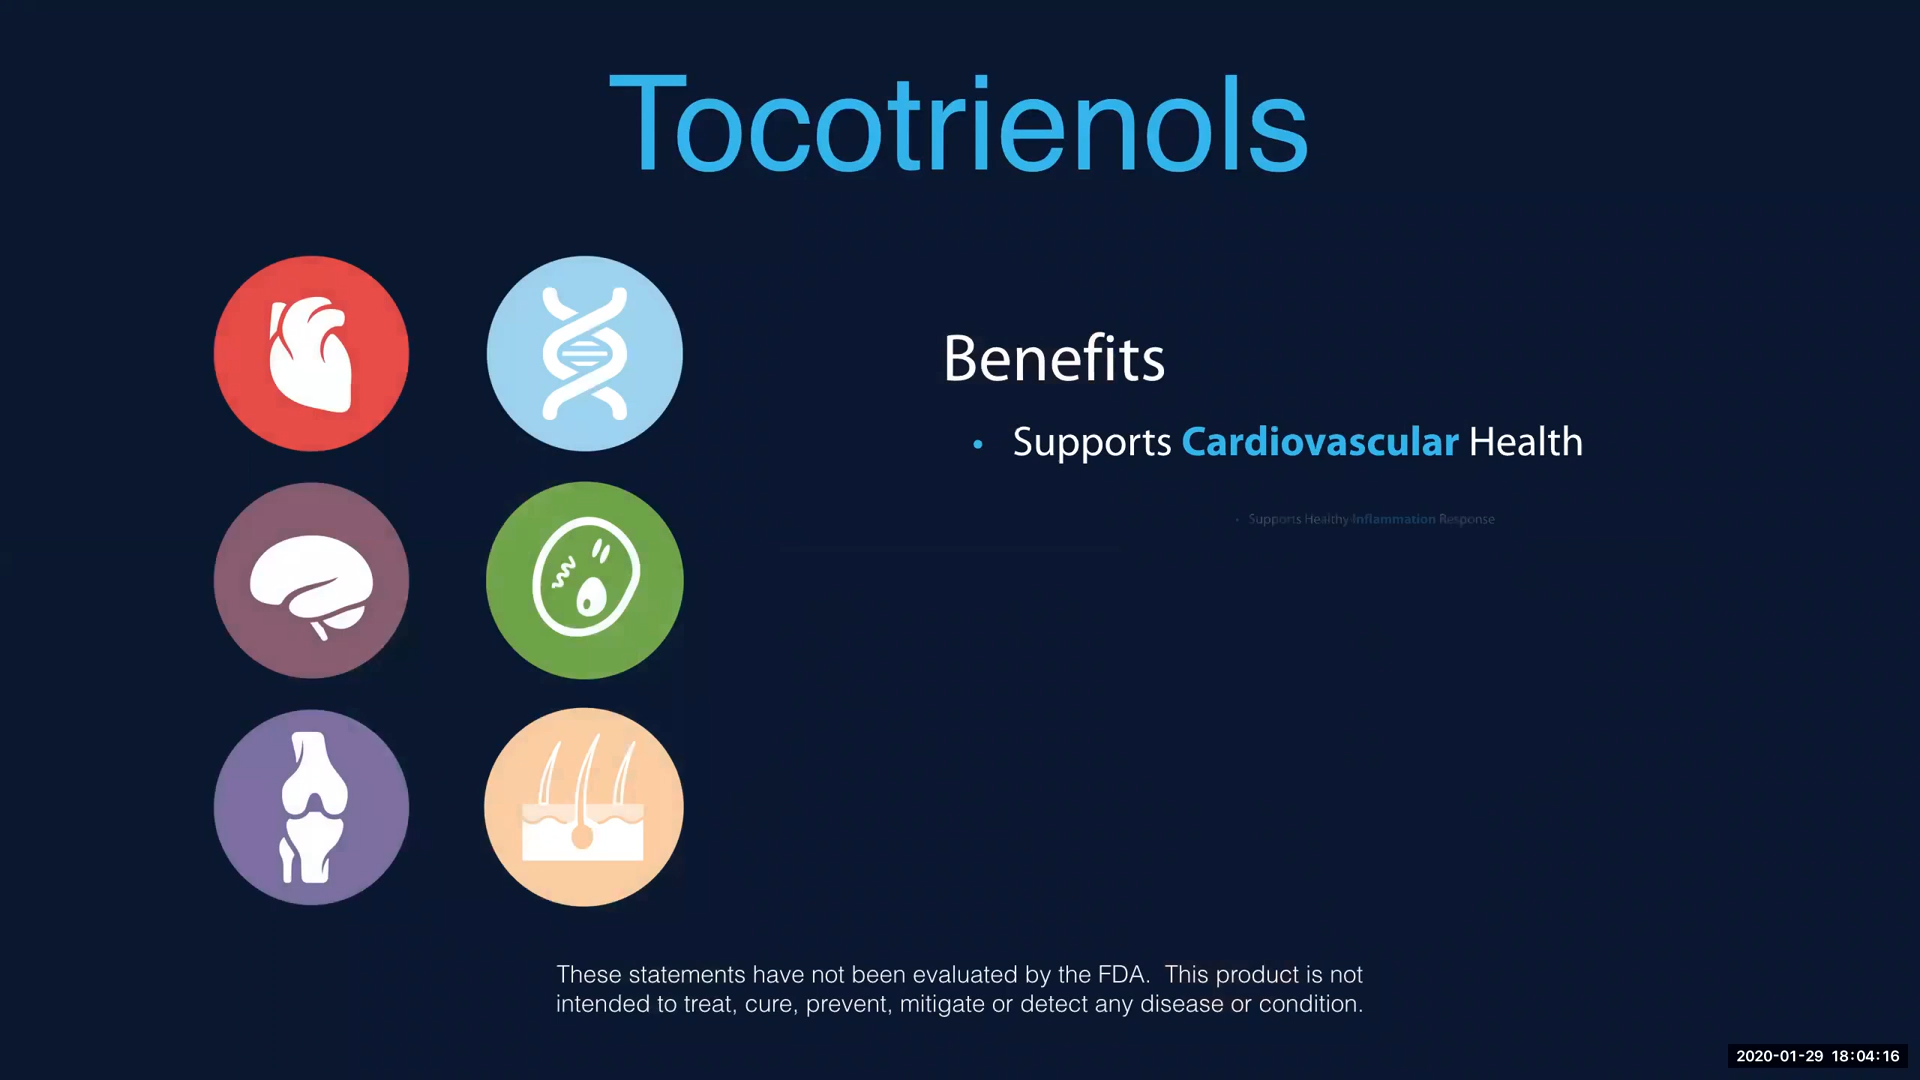 Tocotrienols
Benefits
• Supports Cardiovascular Health
• Supports Healthy Inflammation Response
These statements have not been evaluated by the FDA. This product is not
intended to treat, cure, prevent, mitigate or detect any disease or condition.
2020-01-29 18:04:16